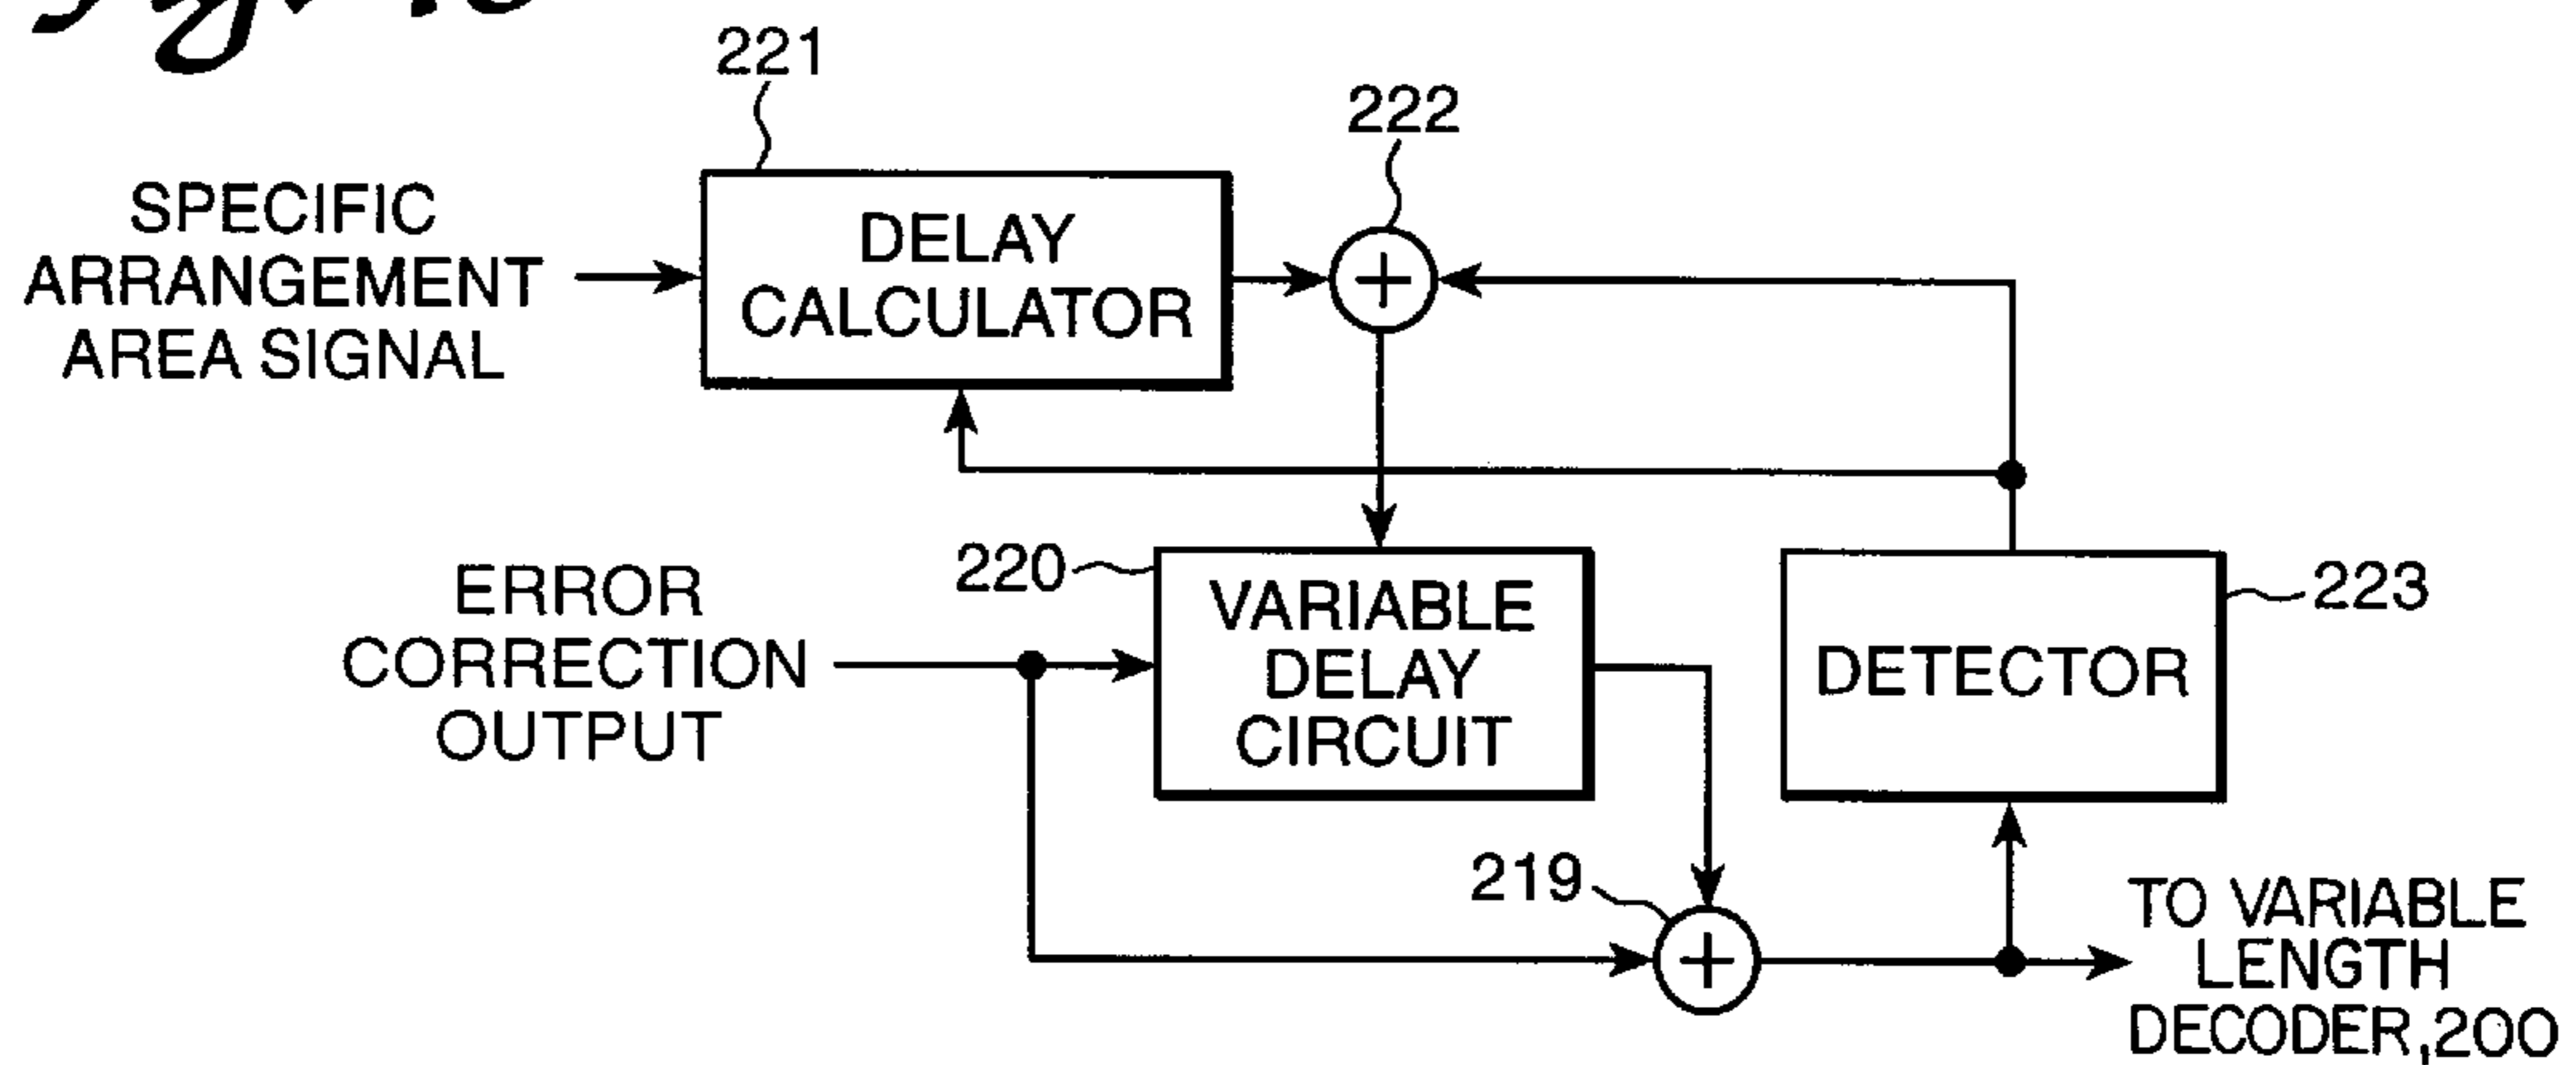 221
222
SPECIFIC
ARRANGEMENT
AREA SIGNAL
DELAY
CALCULATOR
+
ERROR
CORRECTION
OUTPUT
220
VARIABLE
DELAY
CIRCUIT
223
DETECTOR
219
+
TO VARIABLE
LENGTH
DECODER,200